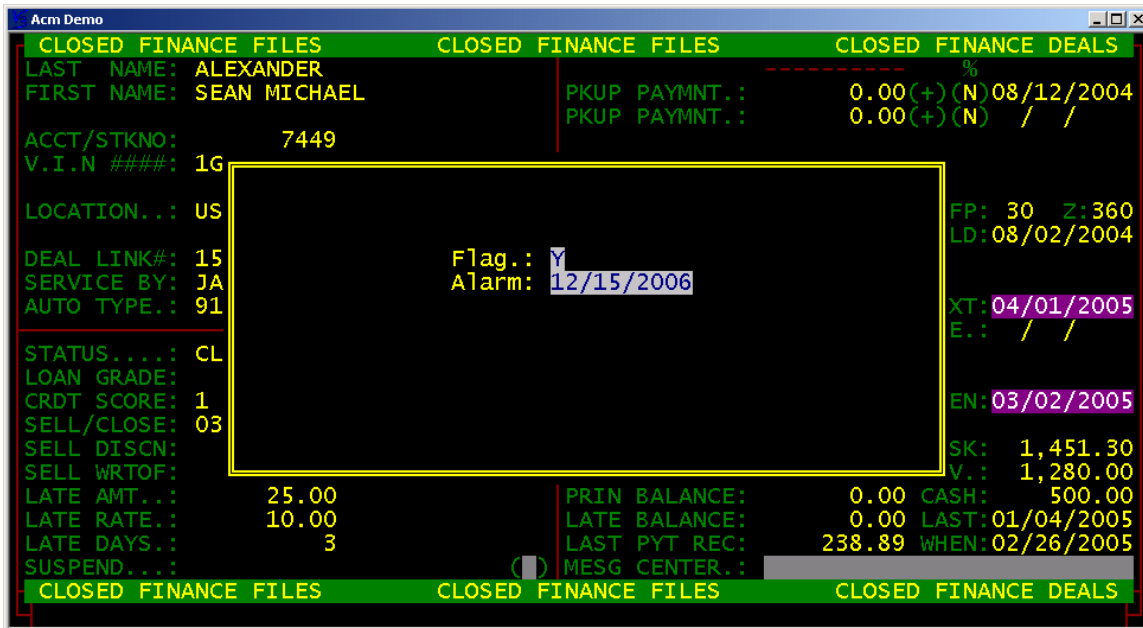 Acm Demo
CLOSED FINANCE FILES CLOSED FINANCE FILES CLOSED FINANCE DEALS
LAST NAME: ALEXANDER ---------- %
FIRST NAME: SEAN MICHAEL PKUP PAYMNT.: 0.00(+)(N)08/12/2004
PKUP PAYMNT.: 0.00(+)(N) / /
ACCT/STKNO: 7449
V.I.N ####: 1G
LOCATION..: US FP: 30 Z:360
LD:08/02/2004
DEAL LINK#: 15 Flag.: Y
SERVICE BY: JA Alarm: 12/15/2006
AUTO TYPE.: 91 XT:04/01/2005
E.: / /
STATUS....: CL
LOAN GRADE:
CRDT SCORE: 1 EN:03/02/2005
SELL/CLOSE: 03
SELL DISCN: SK: 1,451.30
SELL WRTOF: V.: 1,280.00
LATE AMT..: 25.00 PRIN BALANCE: 0.00 CASH: 500.00
LATE RATE.: 10.00 LATE BALANCE: 0.00 LAST:01/04/2005
LATE DAYS.: 3 LAST PYT REC: 238.89 WHEN:02/26/2005
SUSPEND...: ( ) MESG CENTER.:
CLOSED FINANCE FILES CLOSED FINANCE FILES CLOSED FINANCE DEALS